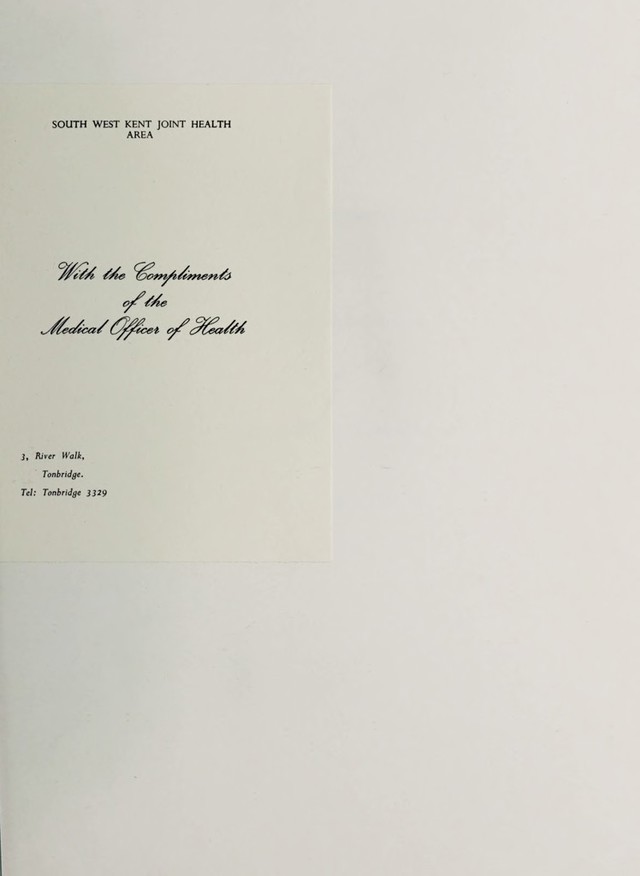 SOUTH WEST KENT JOINT HEALTH
AREA
With the Compliments
of the
Medical Officer of Health
3, River Walk,
Tonbridge.
Tel: Tonbridge 3329